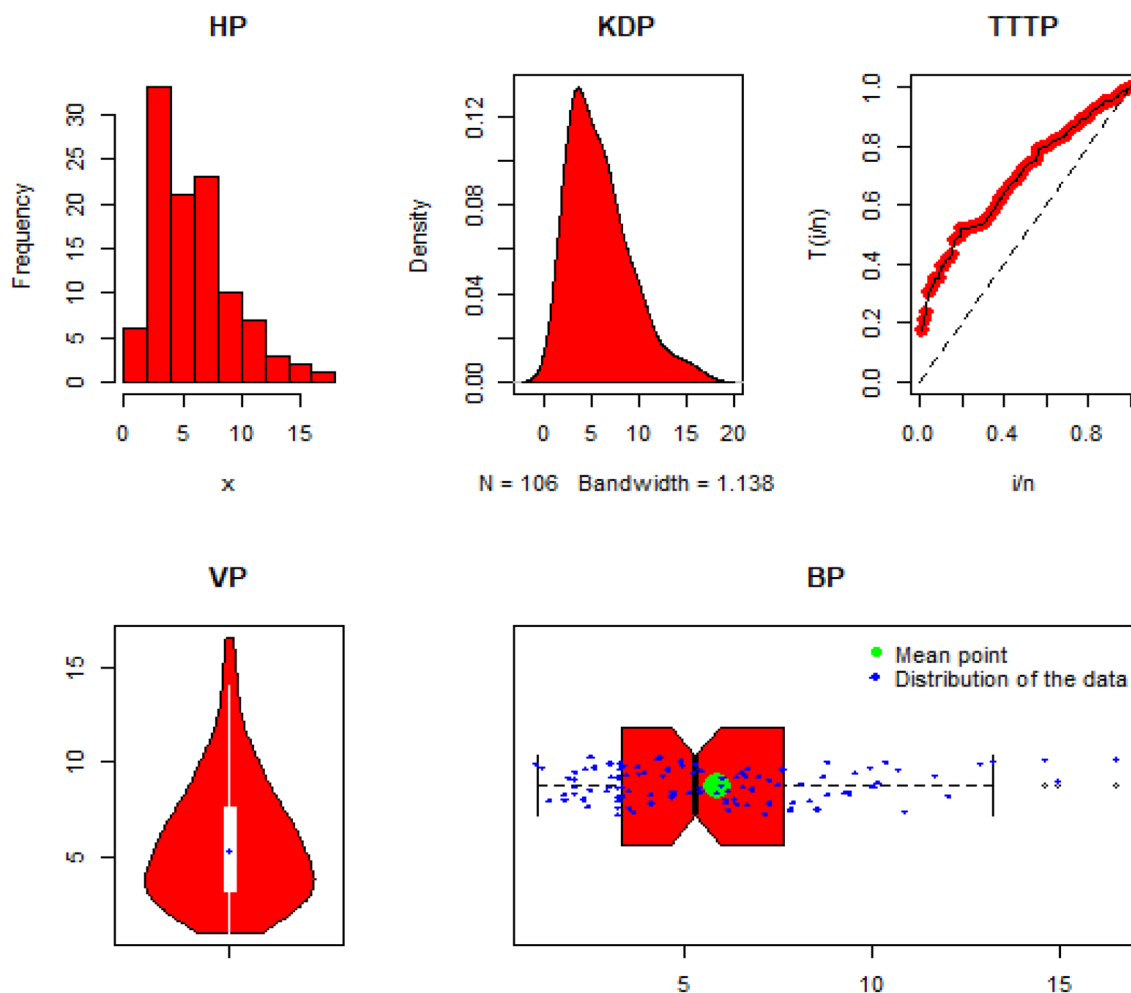 HP
Frequency
0 5 10 15 20 25 30
0 5 10 15
x
KDP
Density
0.00 0.04 0.08 0.12
0 5 10 15 20
N = 106 Bandwidth = 1.138
TTTP
T(i/n)
0.0 0.2 0.4 0.6 0.8 1.0
0.0 0.4 0.8
i/n
VP
5 10 15
BP
Mean point
Distribution of the data
5 10 15